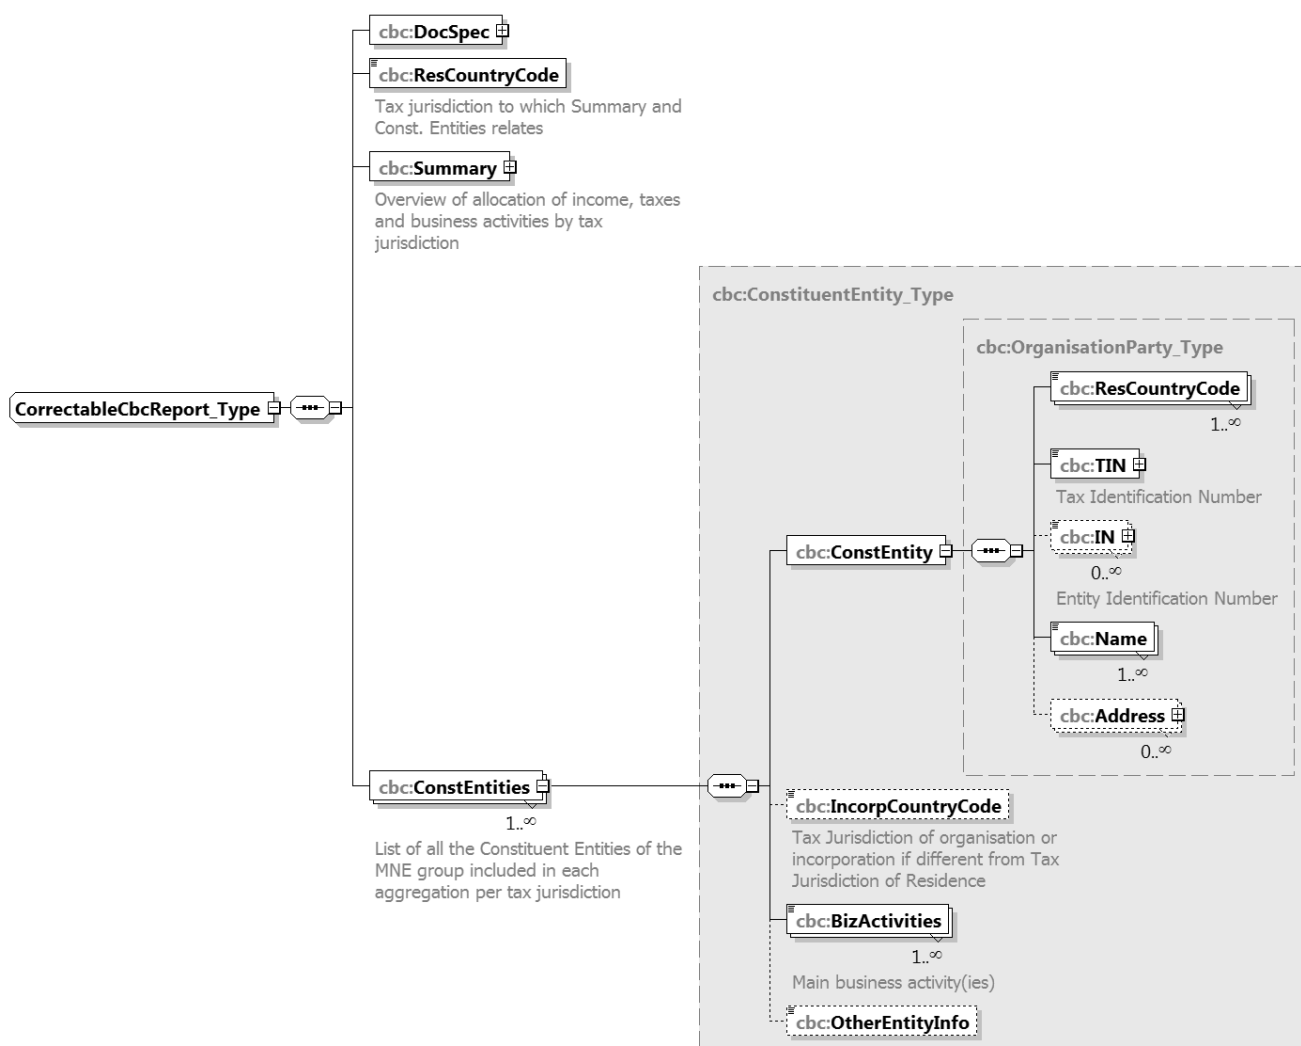 cbc:DocSpec
cbc:ResCountryCode
Tax jurisdiction to which Summary and
Const. Entities relates
cbc:Summary
Overview of allocation of income, taxes
and business activities by tax
jurisdiction
cbc:ConstituentEntity_Type
cbc:OrganisationParty_Type
cbc:ResCountryCode
1..∞
CorrectableCbcReport_Type
cbc:TIN
Tax Identification Number
cbc:IN
0..∞
Entity Identification Number
cbc:ConstEntity
cbc:Name
1..∞
cbc:Address
0..∞
cbc:ConstEntities
1..∞
List of all the Constituent Entities of the
MNE group included in each
aggregation per tax jurisdiction
cbc:IncorpCountryCode
Tax Jurisdiction of organisation or
incorporation if different from Tax
Jurisdiction of Residence
cbc:BizActivities
1..∞
Main business activity(ies)
cbc:OtherEntityInfo